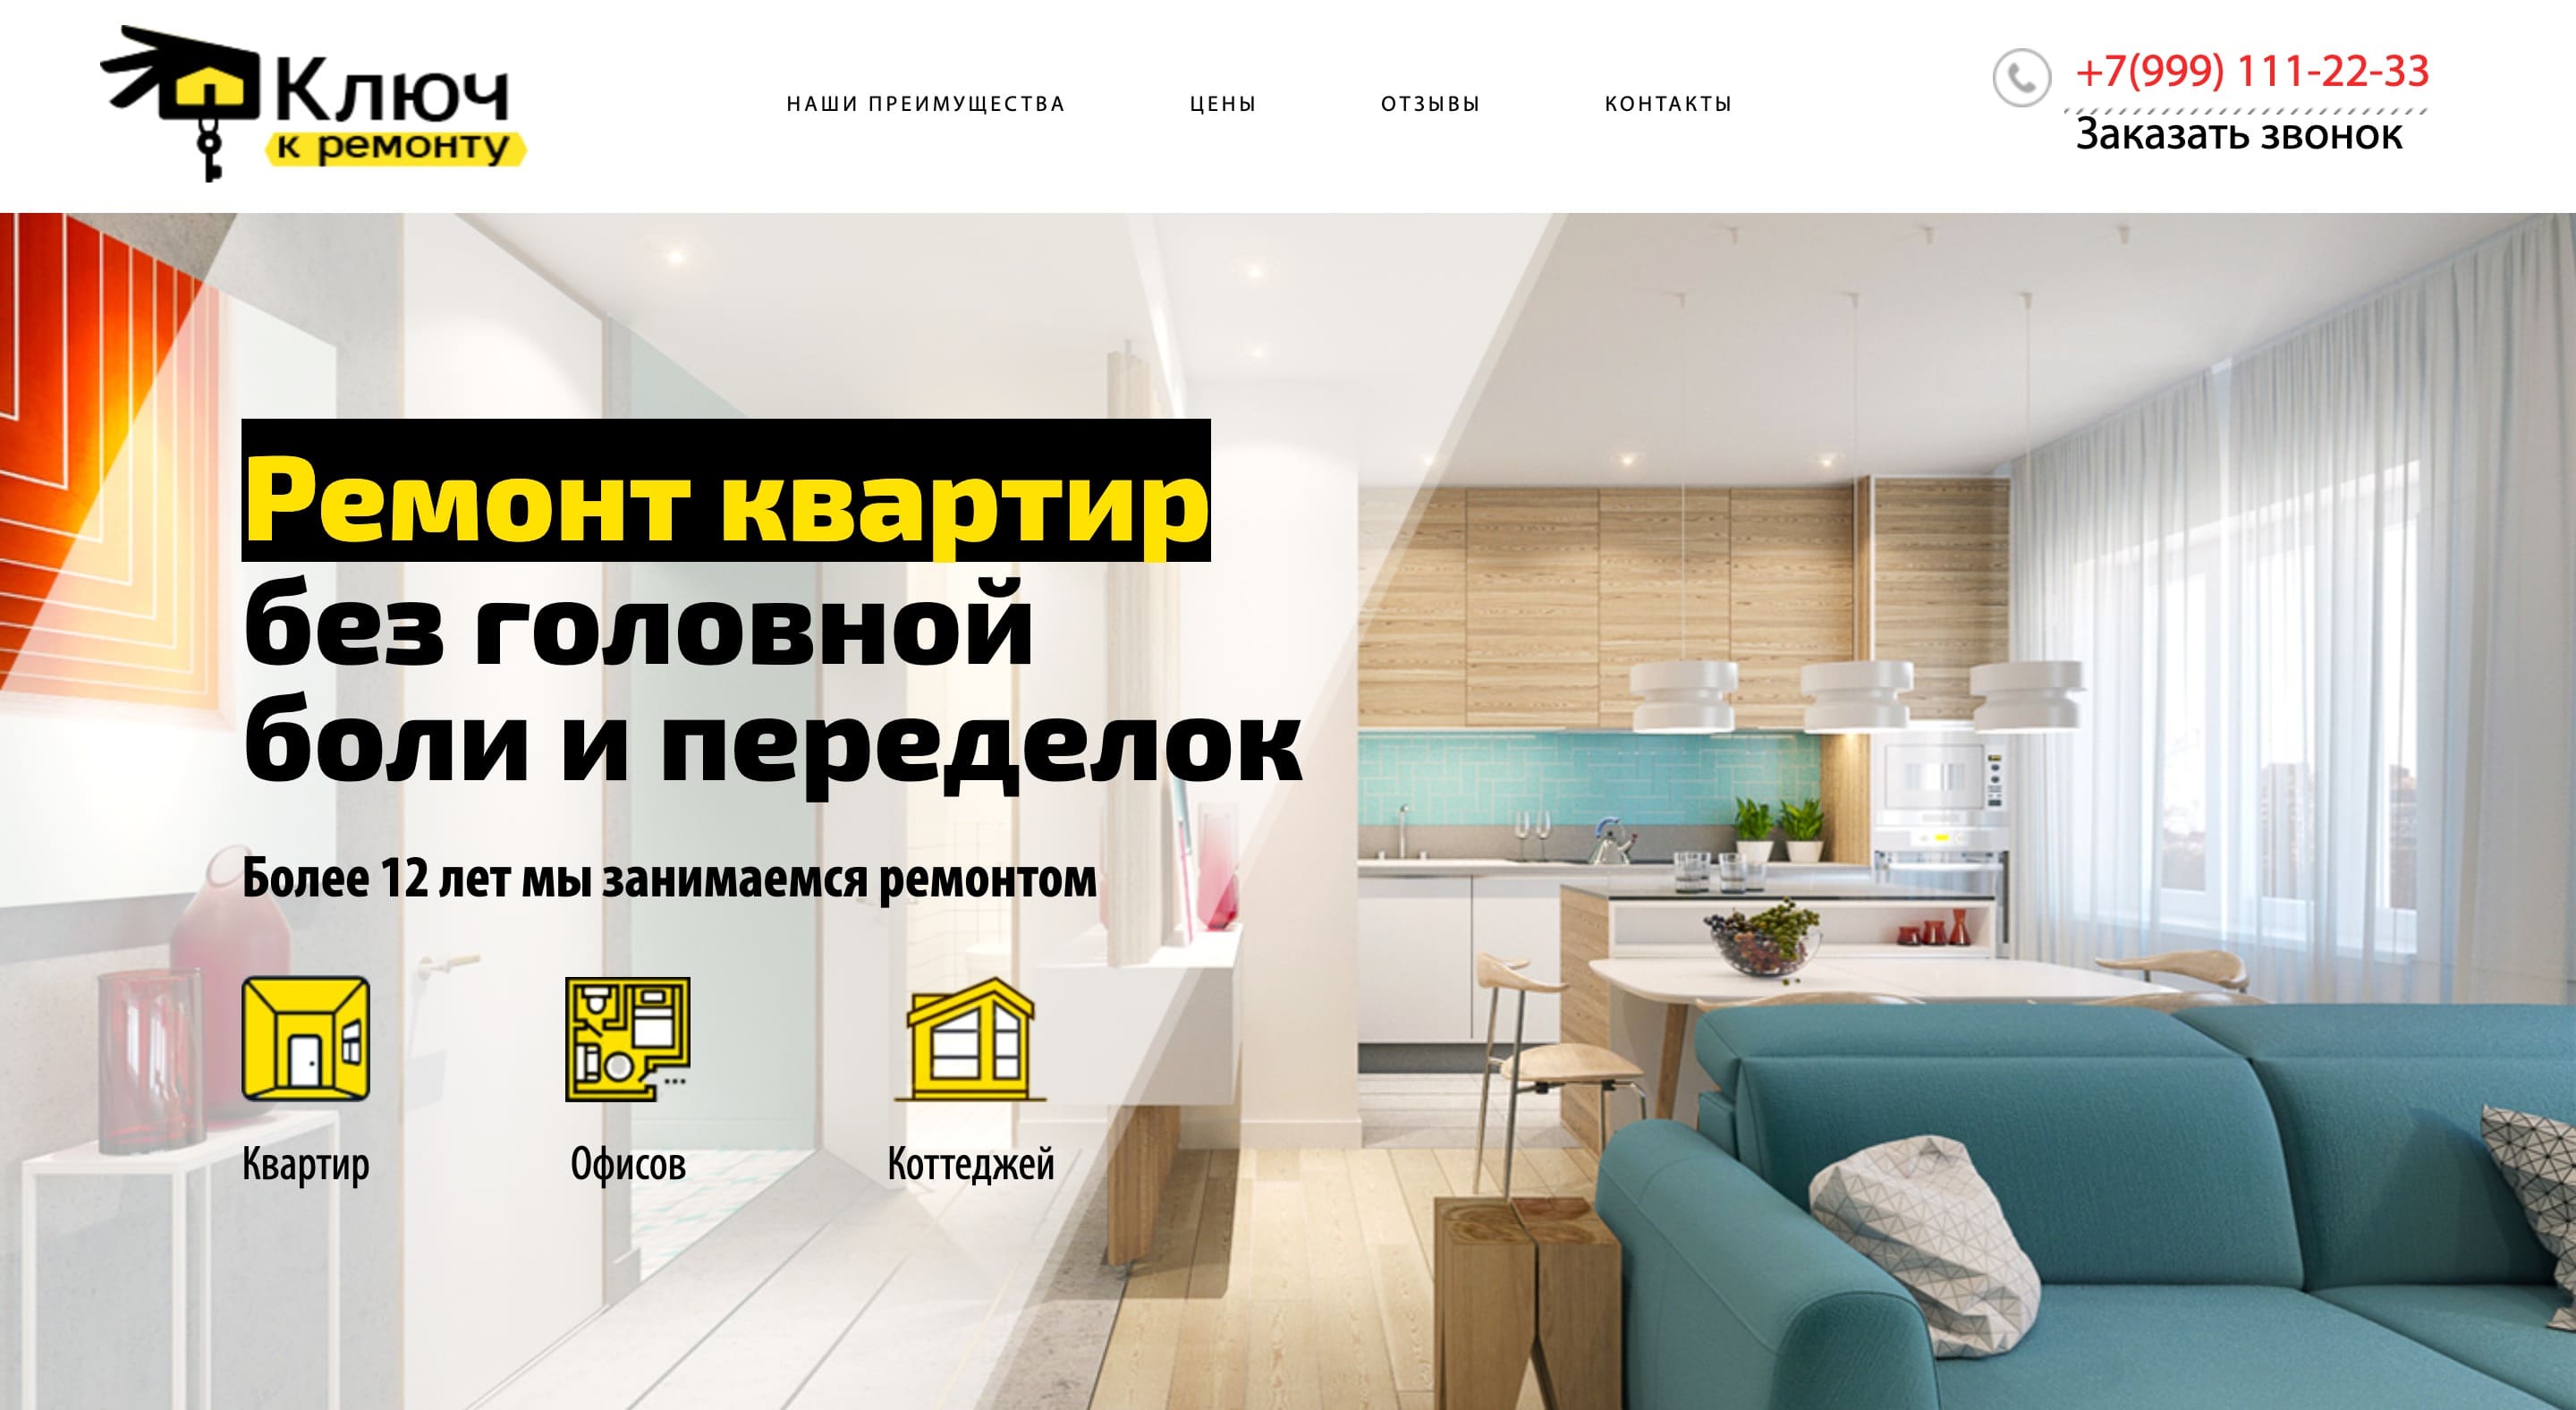 Ключ
к ремонту
НАШИ ПРЕИМУЩЕСТВА
ЦЕНЫ
ОТЗЫВЫ
КОНТАКТЫ
+7(999) 111-22-33
Заказать звонок
Ремонт квартир
без головной
боли и переделок
Более 12 лет мы занимаемся ремонтом
Квартир
Офисов
Коттеджей